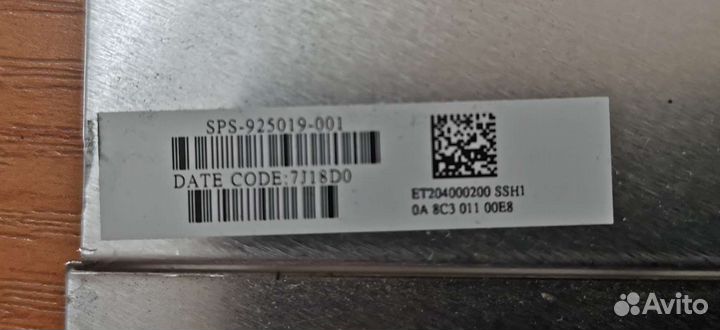 SPS-925019-001
DATE CODE:7J18D0
ET204000200 SSH1
0A 8C3 011 00E8
Avito